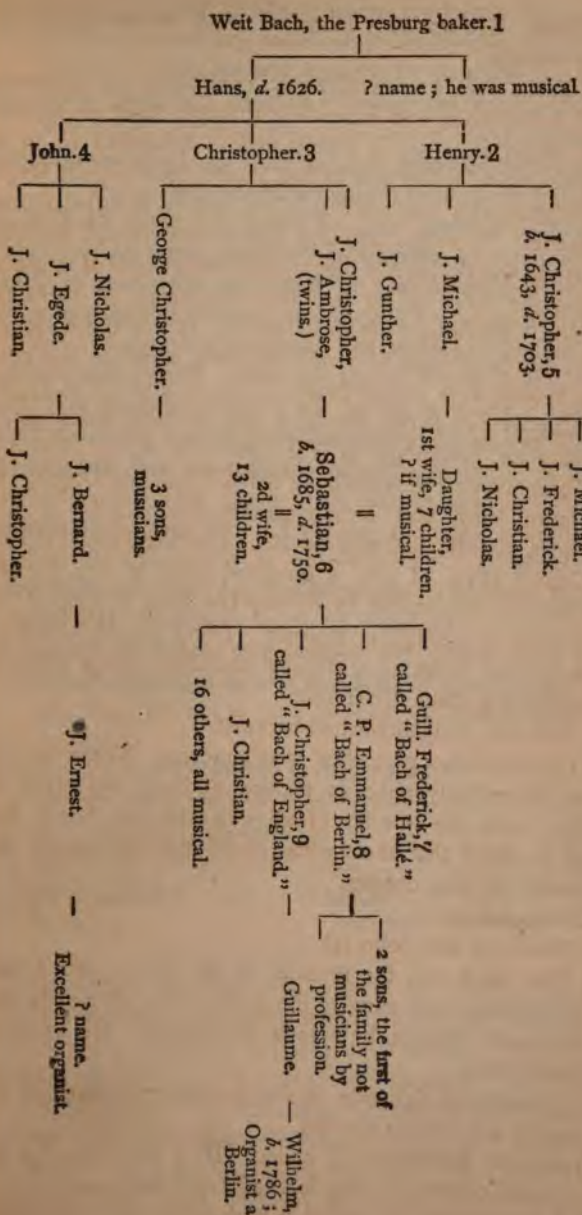 Weit Bach, the Presburg baker. 1
Hans, d. 1626.
? name ; he was musical
John. 4
Christopher. 3
Henry. 2
J. Christian.
J. Egede.
J. Nicholas.
George Christopher.
J. Christopher,
J. Ambrose,
(twins.)
J. Gunther.
J. Michael.
J. Christopher, 5
b. 1643, d. 1703.
J. Christopher.
J. Bernard.
3 sons,
musicians.
Sebastian, 6
b. 1685, d. 1750.
2d wife,
13 children.
Daughter,
1st wife, 7 children.
? if musical.
J. Nicholas.
J. Christian.
J. Frederick.
J. Michael.
J. Ernest.
16 others, all musical.
J. Christian.
J. Christopher, 9
called "Bach of England."
C. P. Emmanuel, 8
called "Bach of Berlin."
Guill. Frederick, 7
called "Bach of Hallé."
? name.
Excellent organist.
Guillaume.
2 sons, the first of
the family not
musicians by
profession.
Wilhelm,
b. 1786 ;
Organist a
Berlin.